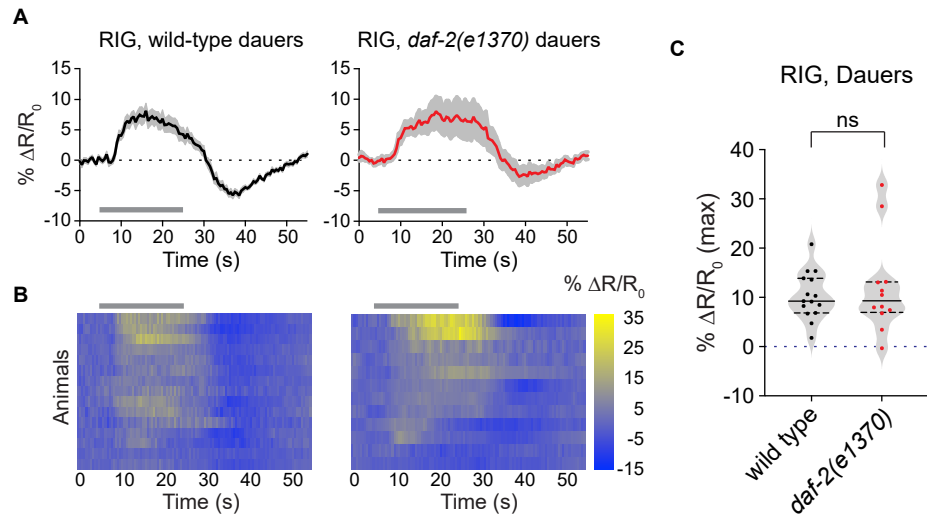 A
RIG, wild-type dauers
% ΔR/R0
15
10
5
0
-5
-10
0 10 20 30 40 50
Time (s)
RIG, daf-2(e1370) dauers
15
10
5
0
-5
-10
0 10 20 30 40 50
Time (s)
B
Animals
0 10 20 30 40 50
Time (s)
0 10 20 30 40 50
Time (s)
% ΔR/R0
35
25
15
5
-5
-15
C
RIG, Dauers
ns
% ΔR/R0 (max)
40
30
20
10
0
-10
wild type
daf-2(e1370)